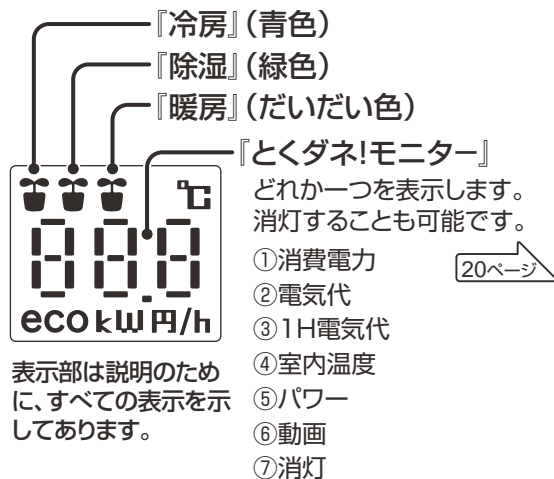 『冷房』（青色）
『除湿』（緑色）
『暖房』（だいだい色）
『とくダネ!モニター』
どれか一つを表示します。
消灯することも可能です。
①消費電力
②電気代
③1H電気代
④室内温度
⑤パワー
⑥動画
⑦消灯
20ページ
℃
88.8
eco kW 円/h
表示部は説明のため
に、すべての表示を示
してあります。